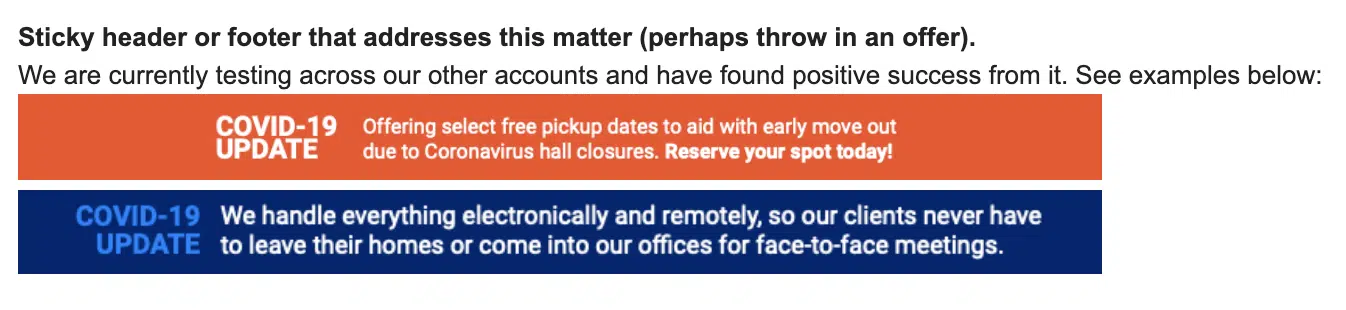 Sticky header or footer that addresses this matter (perhaps throw in an offer).
We are currently testing across our other accounts and have found positive success from it. See examples below:
COVID-19 UPDATE
Offering select free pickup dates to aid with early move out
due to Coronavirus hall closures. Reserve your spot today!
COVID-19 UPDATE
We handle everything electronically and remotely, so our clients never have
to leave their homes or come into our offices for face-to-face meetings.